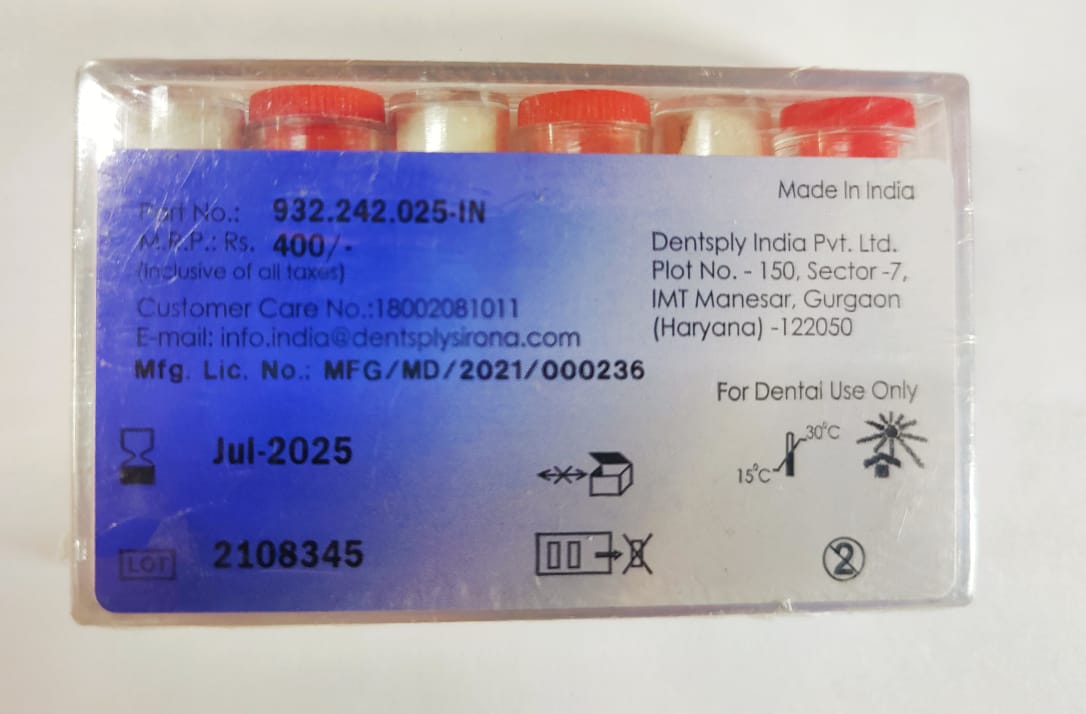 Made In India
Part No.: 932.242.025-IN
M.R.P.: Rs. 400/-
(Inclusive of all taxes)
Customer Care No.:18002081011
E-mail: info.india@dentsplysirona.com
Mfg. Lic. No.: MFG/MD/2021/000236
Dentsply India Pvt. Ltd.
Plot No. - 150, Sector -7,
IMT Manesar, Gurgaon
(Haryana) -122050
For Dental Use Only
Jul-2025
30°C
15°C
LOT 2108345
2